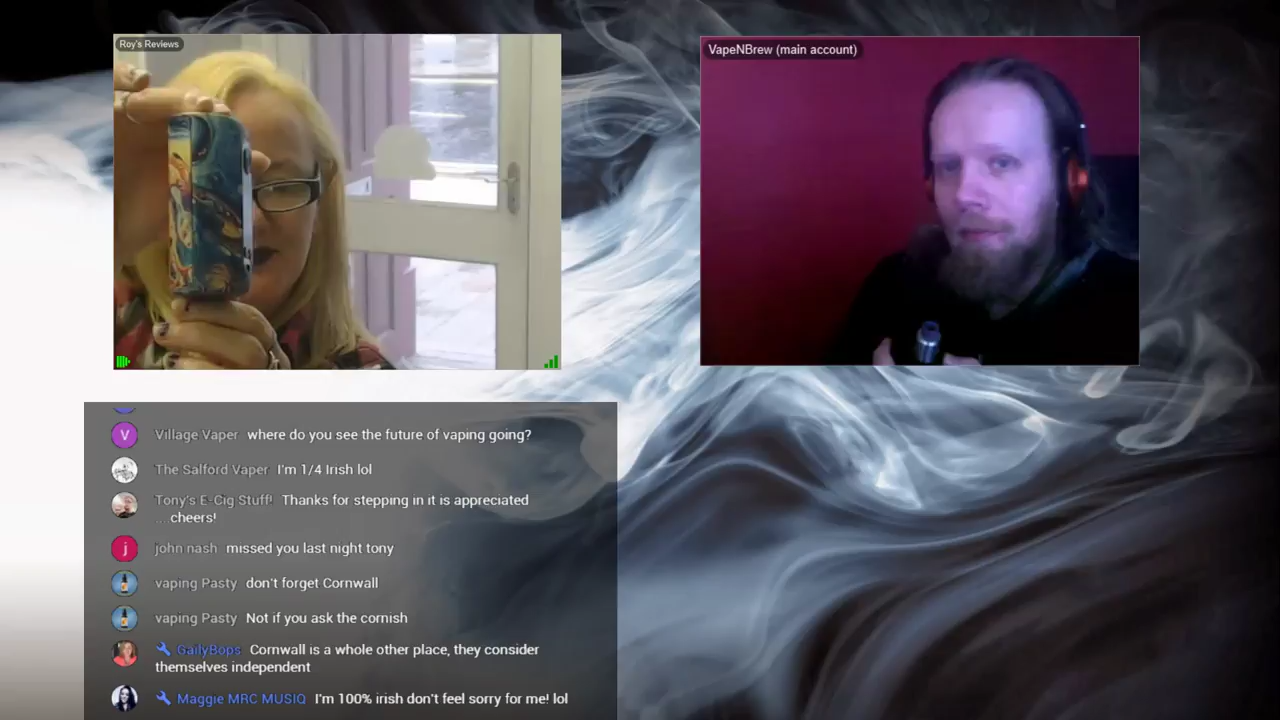 Roy's Reviews
VapeNBrew (main account)
V Village Vaper where do you see the future of vaping going?
The Salford Vaper I'm 1/4 Irish lol
Tony's E-Cig Stuff! Thanks for stepping in it is appreciated
....cheers!
j john nash missed you last night tony
vaping Pasty don't forget Cornwall
vaping Pasty Not if you ask the cornish
GailyBops Cornwall is a whole other place, they consider
themselves independent
Maggie MRC MUSIQ I'm 100% irish don't feel sorry for me! lol